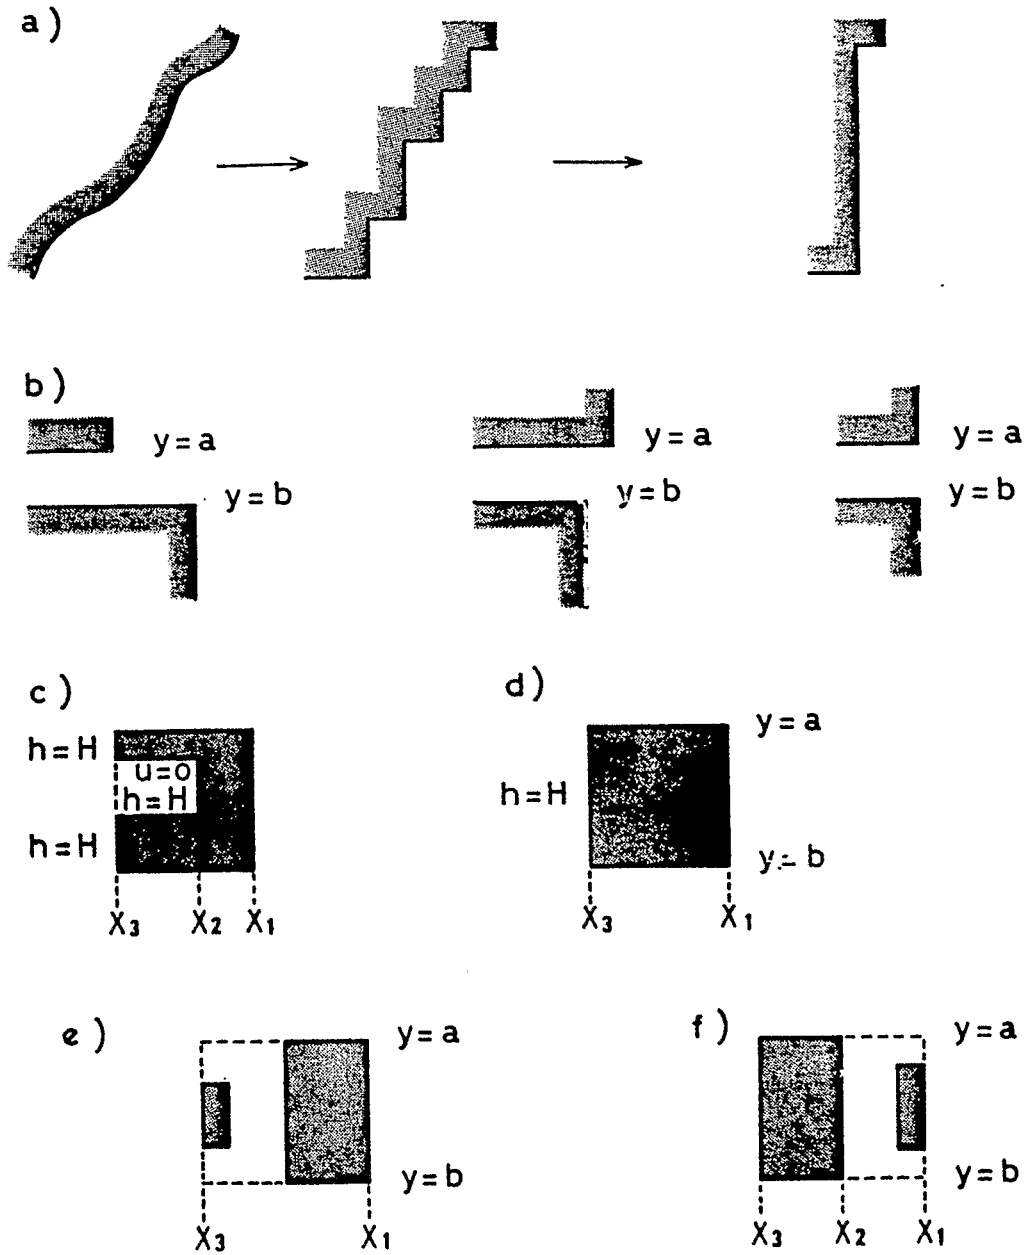 a)
b)
y=a
y=b
y=a
y=b
y=a
y=b
c)
h=H
u=o
h=H
h=H
X3 X2 X1
d)
y=a
h=H
y=b
X3 X1
e)
y=a
y=b
X3 X1
f)
y=a
y=b
X3 X2 X1